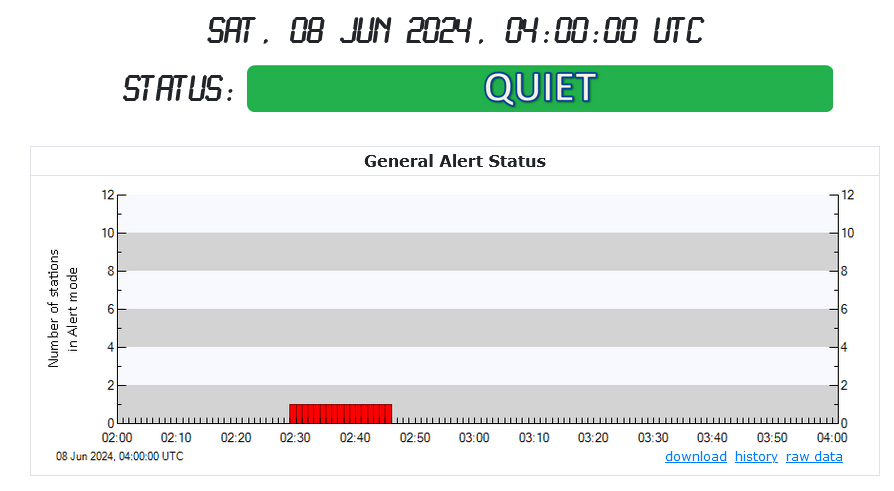 SAT, 08 JUN 2024, 04:00:00 UTC
STATUS: QUIET
General Alert Status
Number of stations
in Alert mode
12 12
10 10
8 8
6 6
4 4
2 2
0 0
02:00 02:10 02:20 02:30 02:40 02:50 03:00 03:10 03:20 03:30 03:40 03:50 04:00
08 Jun 2024, 04:00:00 UTC download history raw data